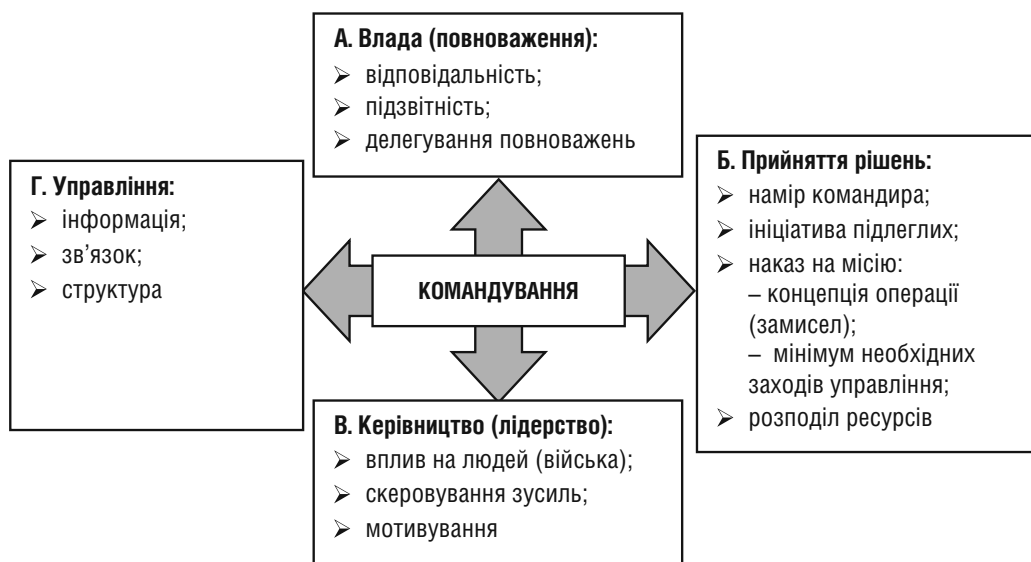 А. Влада (повноваження):
➢ відповідальність;
➢ підзвітність;
➢ делегування повноважень
Г. Управління:
➢ інформація;
➢ зв'язок;
➢ структура
КОМАНДУВАННЯ
Б. Прийняття рішень:
➢ намір командира;
➢ ініціатива підлеглих;
➢ наказ на місію:
– концепція операції
(замисел);
– мінімум необхідних
заходів управління;
➢ розподіл ресурсів
В. Керівництво (лідерство):
➢ вплив на людей (війська);
➢ скеровування зусиль;
➢ мотивування